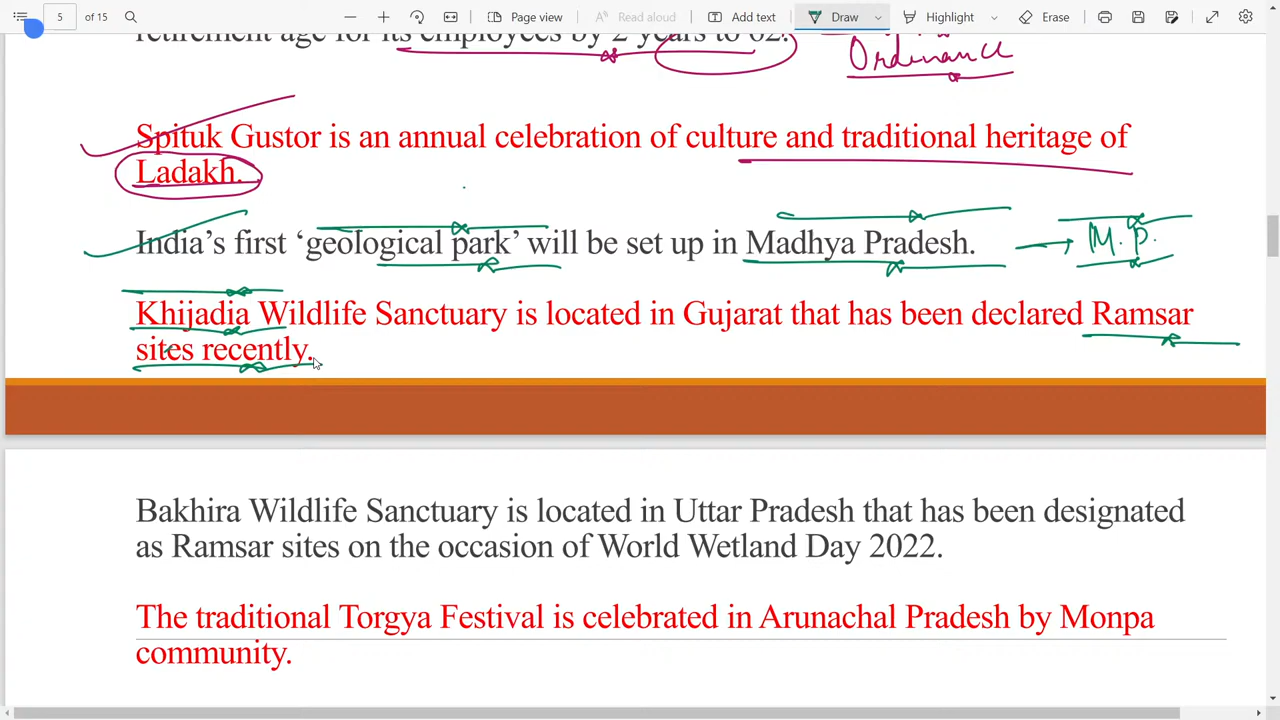 5 of 15 Page view Read aloud Add text Draw Highlight Erase
retirement age for its employees by 2 years to 62.
Ordinance
Spituk Gustor is an annual celebration of culture and traditional heritage of
Ladakh.
India's first ‘geological park’ will be set up in Madhya Pradesh. M.P.
Khijadia Wildlife Sanctuary is located in Gujarat that has been declared Ramsar
sites recently.
Bakhira Wildlife Sanctuary is located in Uttar Pradesh that has been designated
as Ramsar sites on the occasion of World Wetland Day 2022.
The traditional Torgya Festival is celebrated in Arunachal Pradesh by Monpa
community.